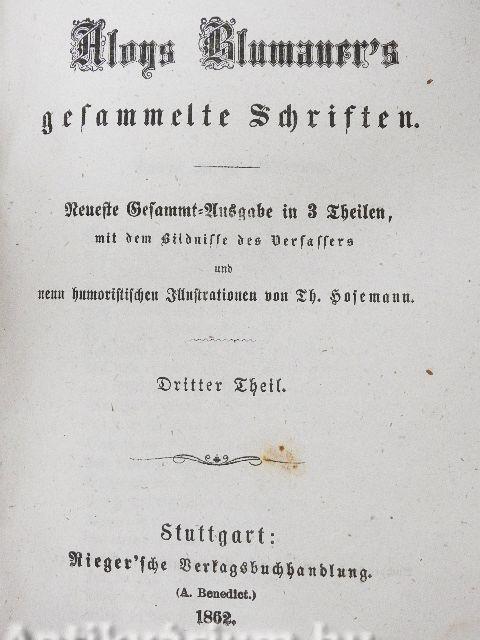 Aloys Blumauer's
gesammelte Schriften.
Neueste Gesammt-Ausgabe in 3 Theilen,
mit dem Bildnisse des Verfassers
und
neun humoristischen Illustrationen von Th. Hosemann.
Dritter Theil.
Stuttgart:
Rieger'sche Verlagsbuchhandlung.
(A. Benedict.)
1862.